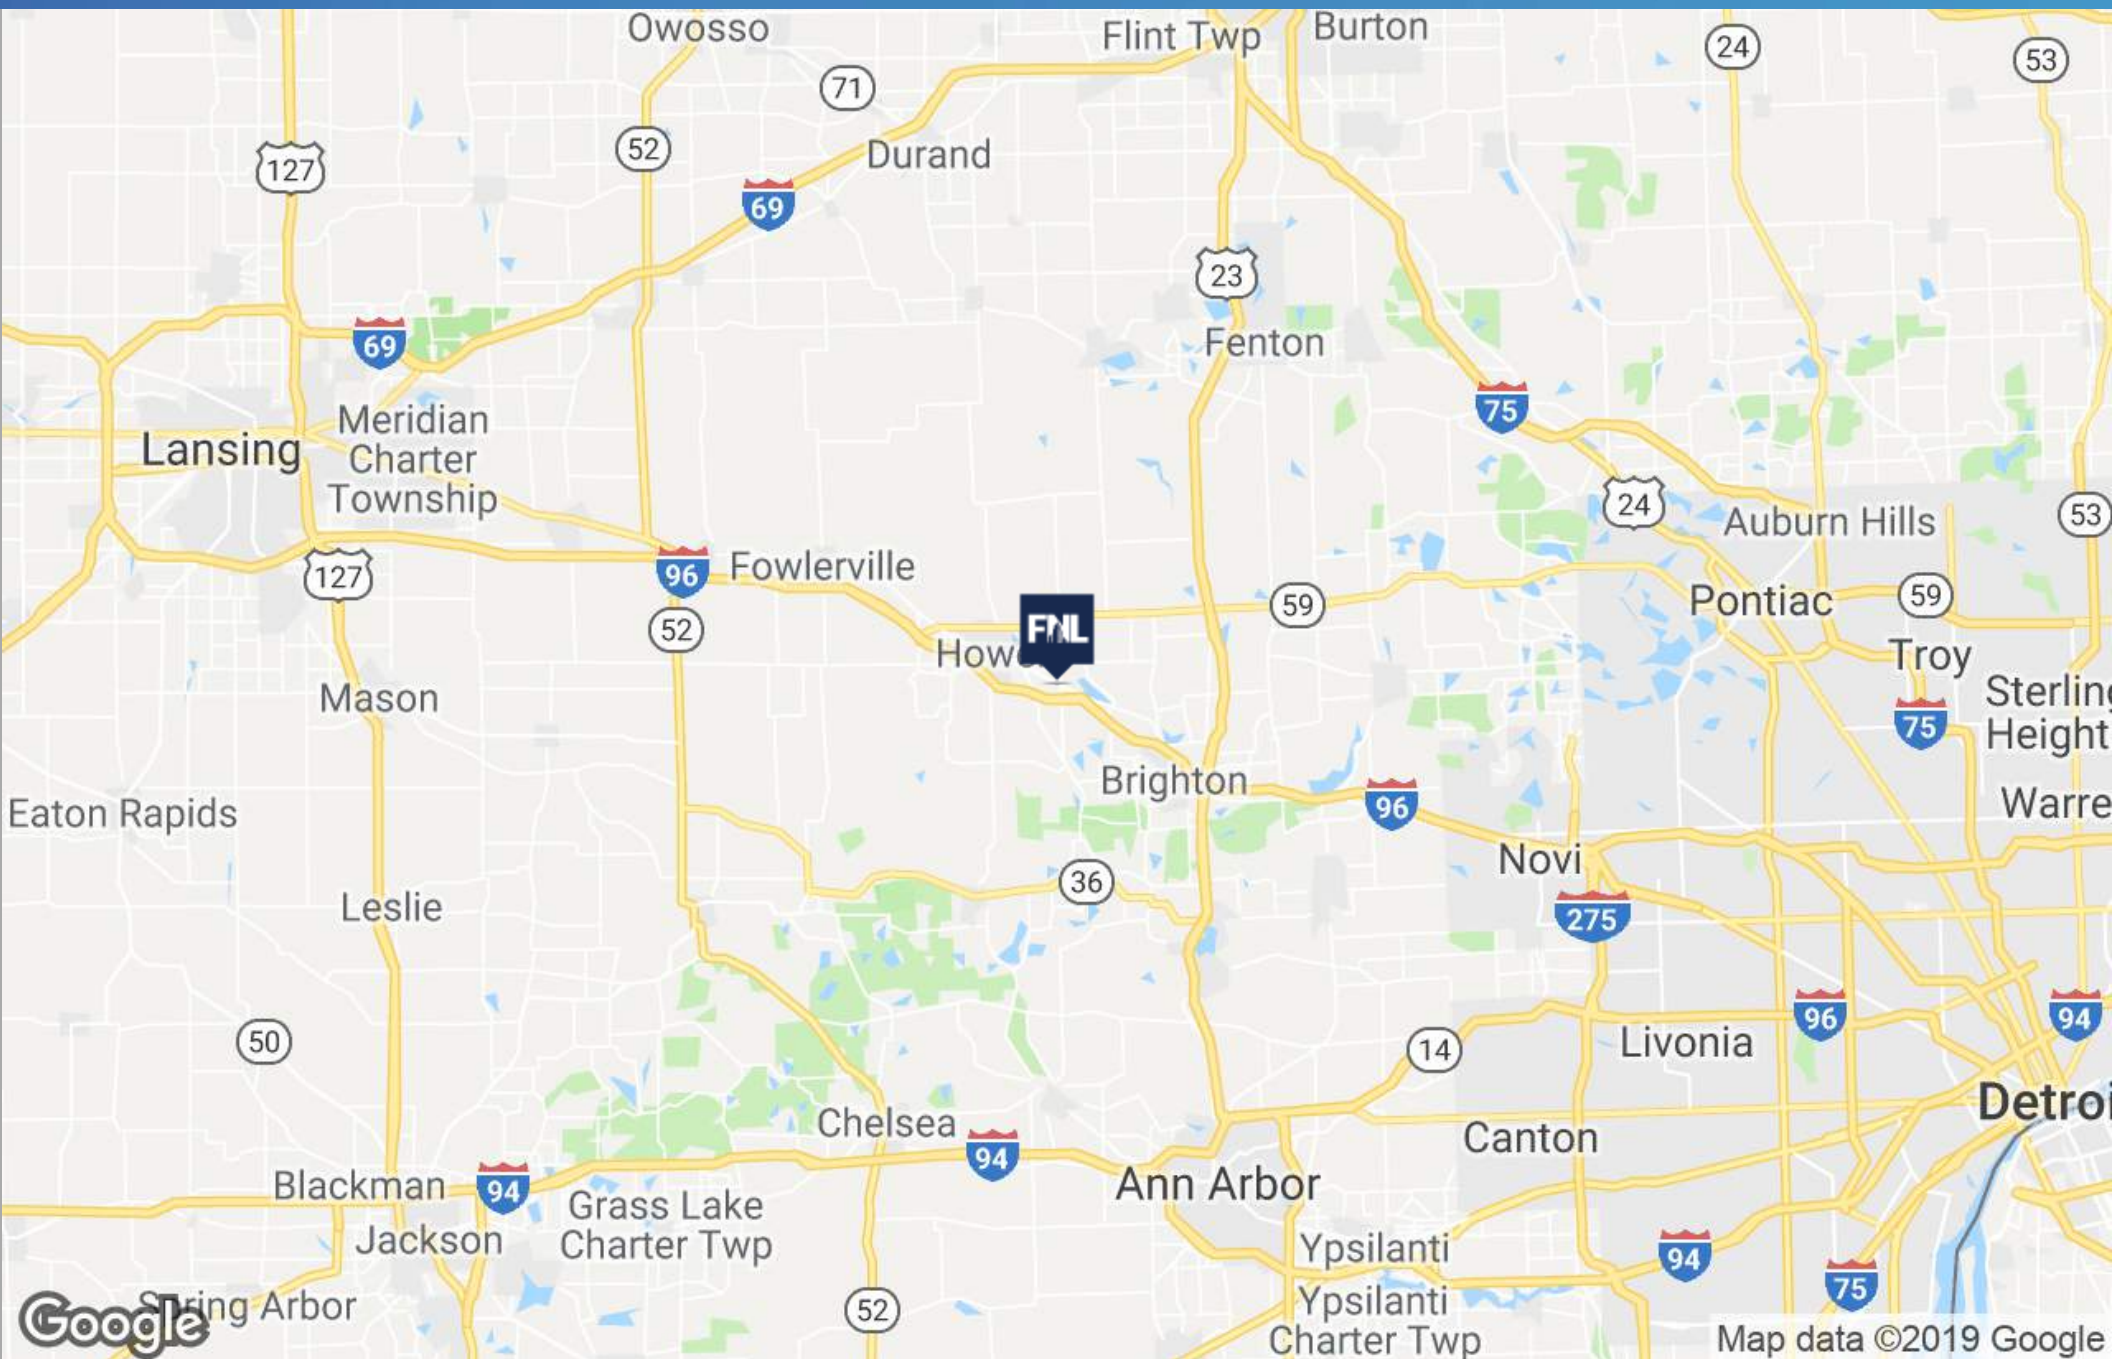 Owosso
Flint Twp
Burton
24
53
71
52
127
Durand
69
23
69
Fenton
75
Meridian
Charter
Township
Lansing
24
Auburn Hills
53
127
96
Fowlerville
59
Pontiac
59
52
FNL
How
Troy
Mason
Sterling
Height
75
Brighton
96
Warre
Eaton Rapids
Novi
36
Leslie
275
96
94
50
14
Livonia
Detroi
Chelsea
Canton
94
Blackman
94
Ann Arbor
Grass Lake
Charter Twp
Jackson
Ypsilanti
94
75
Spring Arbor
Google
52
Ypsilanti
Charter Twp
Map data ©2019 Google